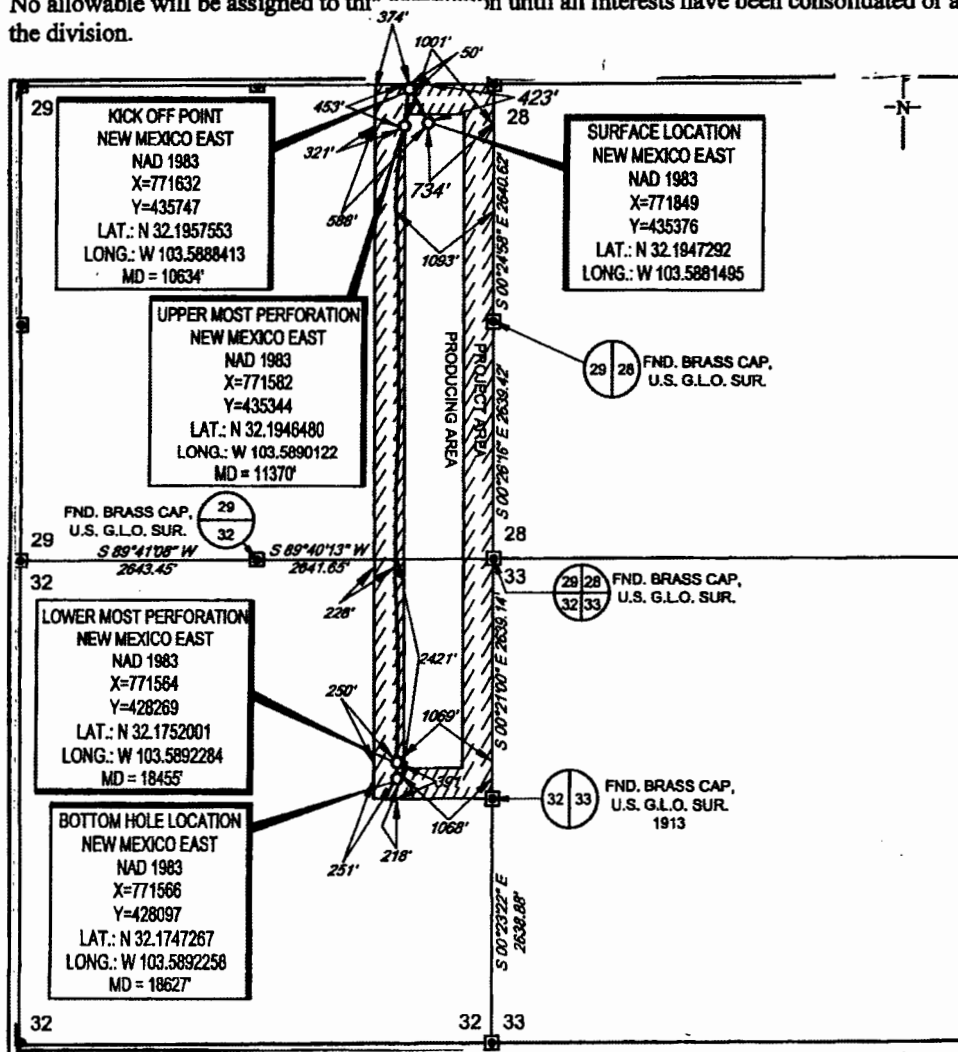 No allowable will be assigned to this until all interests have been consolidated or a
the division.
374'
1001'
50'
453'
423'
29
28
321'
734'
588'
1093'
KICK OFF POINT
NEW MEXICO EAST
NAD 1983
X=771632
Y=435747
LAT.: N 32.1957553
LONG.: W 103.5888413
MD = 10634'
SURFACE LOCATION
NEW MEXICO EAST
NAD 1983
X=771849
Y=435376
LAT.: N 32.1947292
LONG.: W 103.5881495
N
S 00°24'58" E 2640.62'
UPPER MOST PERFORATION
NEW MEXICO EAST
NAD 1983
X=771582
Y=435344
LAT.: N 32.1946480
LONG.: W 103.5890122
MD = 11370'
PRODUCING AREA
PROJECT AREA
29 28
FND. BRASS CAP,
U.S. G.L.O. SUR.
S 00°26'16" E 2639.42'
FND. BRASS CAP,
U.S. G.L.O. SUR.
29
32
29
28
S 89°41'08" W
2643.45'
S 89°40'13" W
2641.65'
32
33
29 28
32 33
FND. BRASS CAP,
U.S. G.L.O. SUR.
228'
LOWER MOST PERFORATION
NEW MEXICO EAST
NAD 1983
X=771564
Y=428269
LAT.: N 32.1752001
LONG.: W 103.5892284
MD = 18455'
2421'
250'
1069'
S 00°21'00" E 2639.14'
391'
1068'
218'
251'
32 33
FND. BRASS CAP,
U.S. G.L.O. SUR.
1913
BOTTOM HOLE LOCATION
NEW MEXICO EAST
NAD 1983
X=771566
Y=428097
LAT.: N 32.1747267
LONG.: W 103.5892258
MD = 18627'
S 00°23'22" E
2638.88'
32
32
33